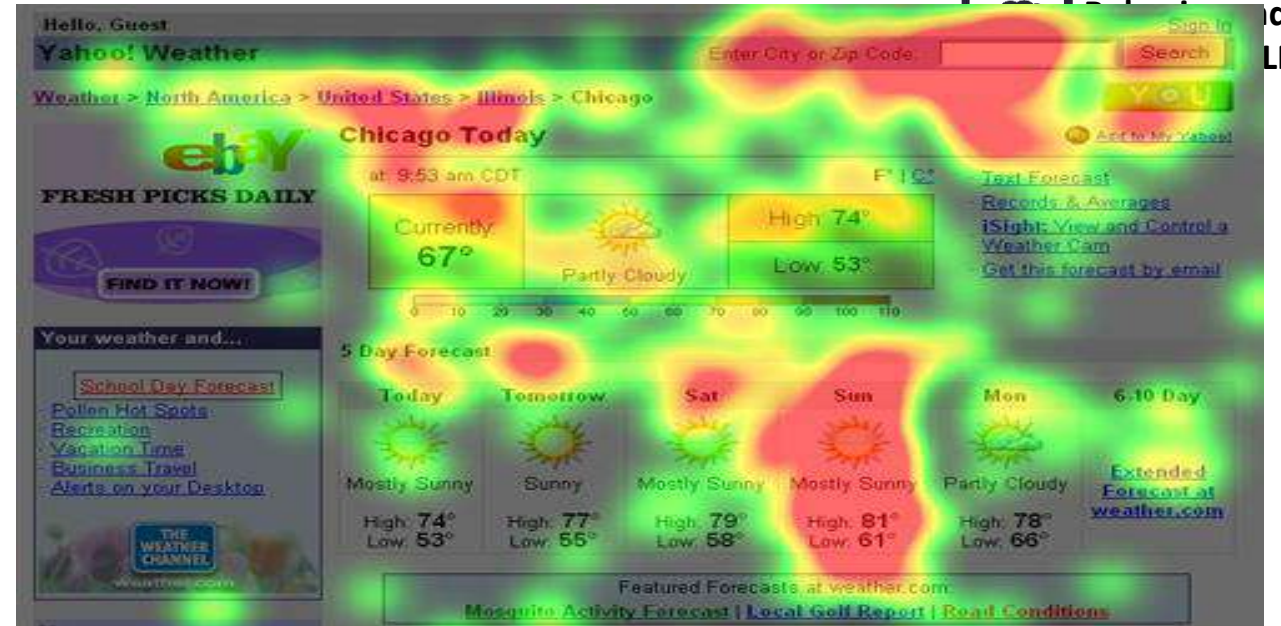 Hello, Guest
Sign In
Yahoo! Weather
Enter City or Zip Code:
Search
Weather > North America > United States > Illinois > Chicago
Y O U
Chicago Today
Add to My Yahoo!
ebaY
FRESH PICKS DAILY
FIND IT NOW!
at 9:53 am CDT
F° | C°
Currently:
67°
Partly Cloudy
High: 74°
Low: 53°
0 10 20 30 40 50 60 70 80 90 100 110
Text Forecast
Records & Averages
iSight: View and Control a
Weather Cam
Get this forecast by email
Your weather and...
School Day Forecast
Pollen Hot Spots
Recreation
Vacation Time
Business Travel
Alerts on your Desktop
THE
WEATHER
CHANNEL
weather.com
5 Day Forecast
Today Tomorrow Sat Sun Mon 6-10 Day
Mostly Sunny Sunny Mostly Sunny Mostly Sunny Partly Cloudy
Extended
Forecast at
weather.com
High: 74° High: 77° High: 79° High: 81° High: 78°
Low: 53° Low: 55° Low: 58° Low: 61° Low: 66°
Featured Forecasts at weather.com:
Mosquito Activity Forecast | Local Golf Report | Road Conditions